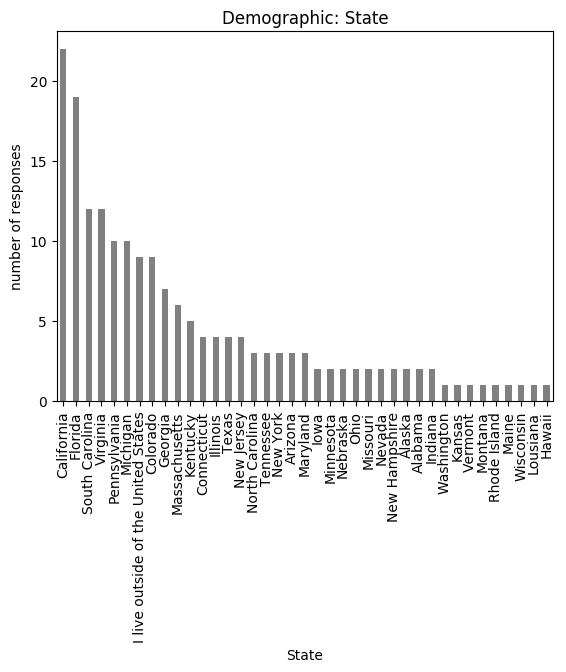 Demographic: State
number of responses
20
15
10
5
0
California
Florida
South Carolina
Virginia
Pennsylvania
Michigan
I live outside of the United States
Colorado
Georgia
Massachusetts
Kentucky
Connecticut
Illinois
Texas
New Jersey
North Carolina
Tennessee
New York
Arizona
Maryland
Iowa
Minnesota
Nebraska
Ohio
Missouri
Nevada
New Hampshire
Alaska
Alabama
Indiana
Washington
Kansas
Vermont
Montana
Rhode Island
Maine
Wisconsin
Lousiana
Hawaii
State